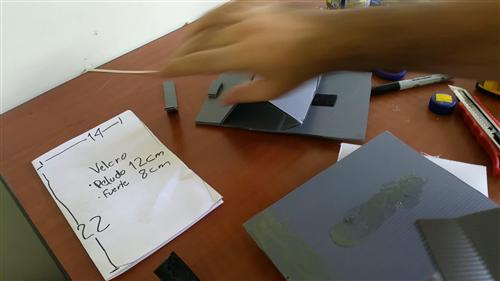 14
Velcro
• Peludo 12cm
• Fuerte 8cm
22